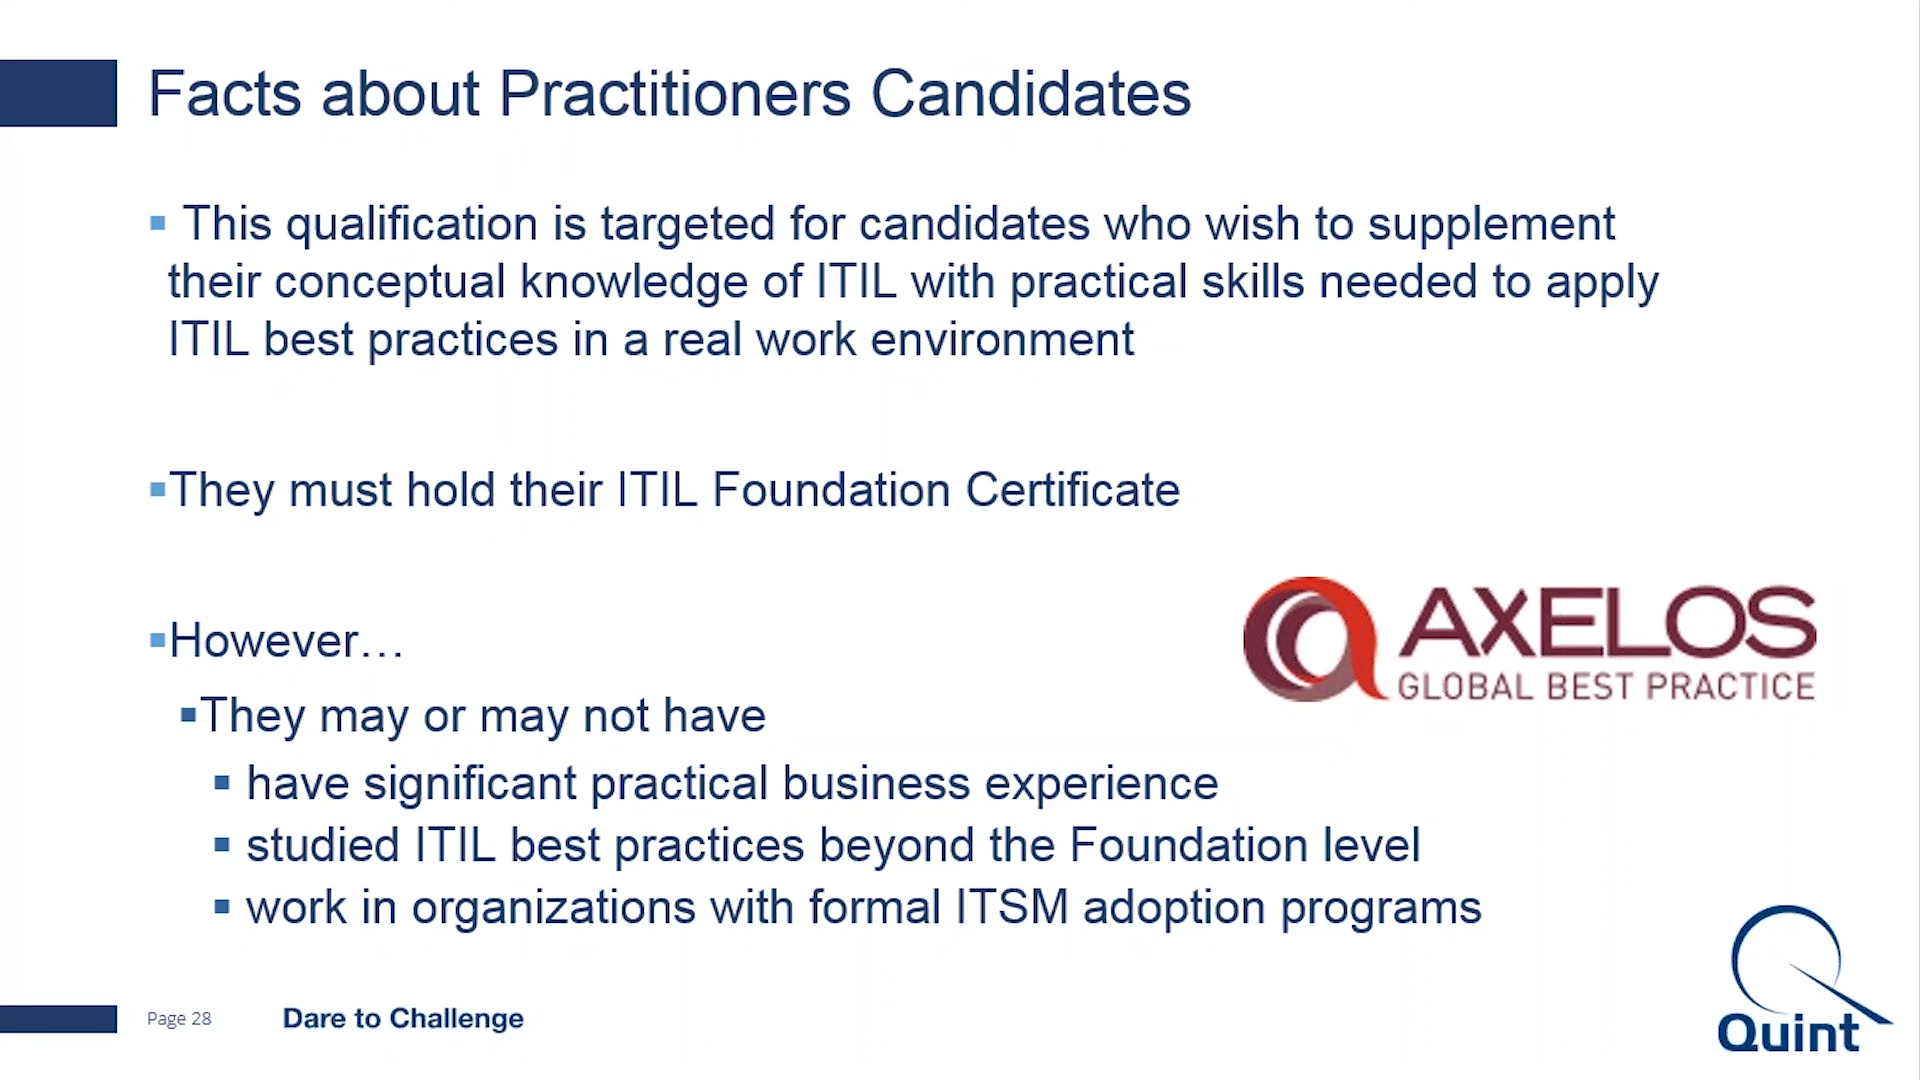 Facts about Practitioners Candidates
This qualification is targeted for candidates who wish to supplement
their conceptual knowledge of ITIL with practical skills needed to apply
ITIL best practices in a real work environment
They must hold their ITIL Foundation Certificate
However…
They may or may not have
have significant practical business experience
studied ITIL best practices beyond the Foundation level
work in organizations with formal ITSM adoption programs
AXELOS
GLOBAL BEST PRACTICE
Page 28
Dare to Challenge
Quint